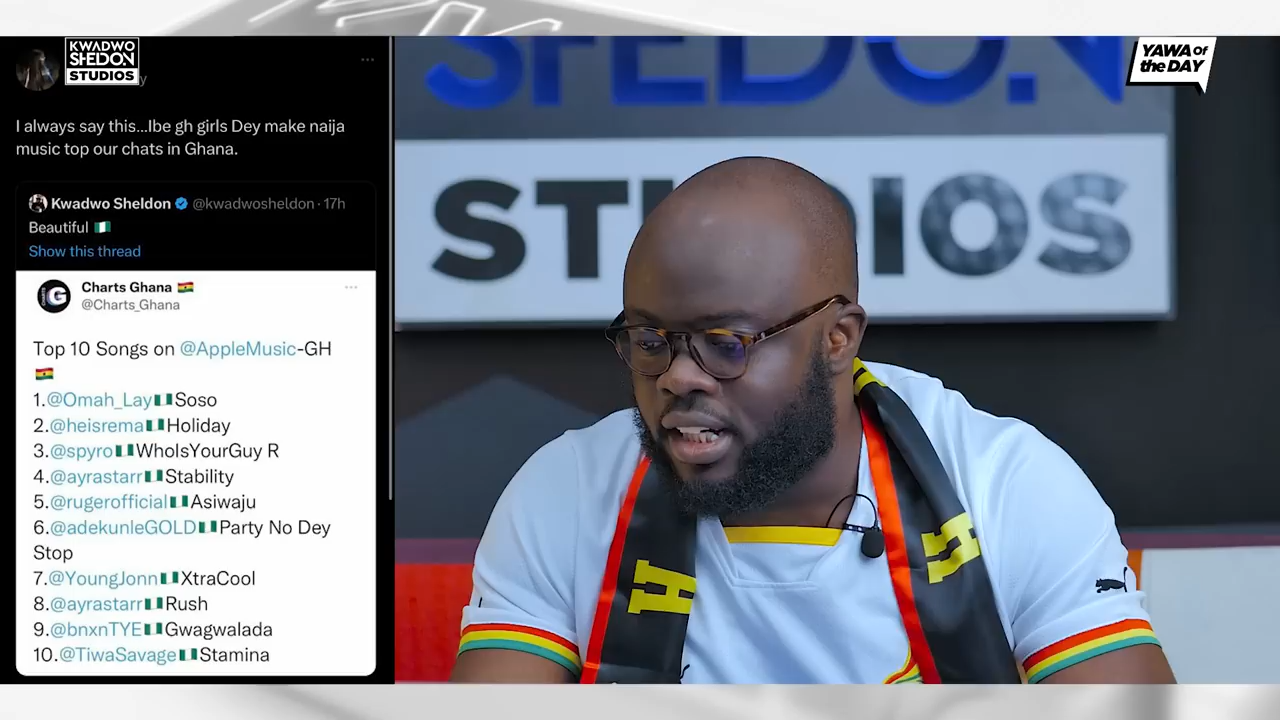 KWADWO
SHEDON
STUDIOS
y
I always say this...Ibe gh girls Dey make naija
music top our chats in Ghana.
Kwadwo Sheldon @kwadwosheldon · 17h
Beautiful 🇳🇬
Show this thread
Charts Ghana 🇬🇭
@Charts_Ghana
Top 10 Songs on @AppleMusic-GH
🇬🇭
1.@Omah_Lay🇳🇬Soso
2.@heisrema🇳🇬Holiday
3.@spyro🇳🇬WhoIsYourGuy R
4.@ayrastarr🇳🇬Stability
5.@rugerofficial🇳🇬Asiwaju
6.@adekunleGOLD🇳🇬Party No Dey
Stop
7.@YoungJonn🇳🇬XtraCool
8.@ayrastarr🇳🇬Rush
9.@bnxnTYE🇳🇬Gwagwalada
10.@TiwaSavage🇳🇬Stamina
YAWA of
the DAY
SHEDON
STUDIOS